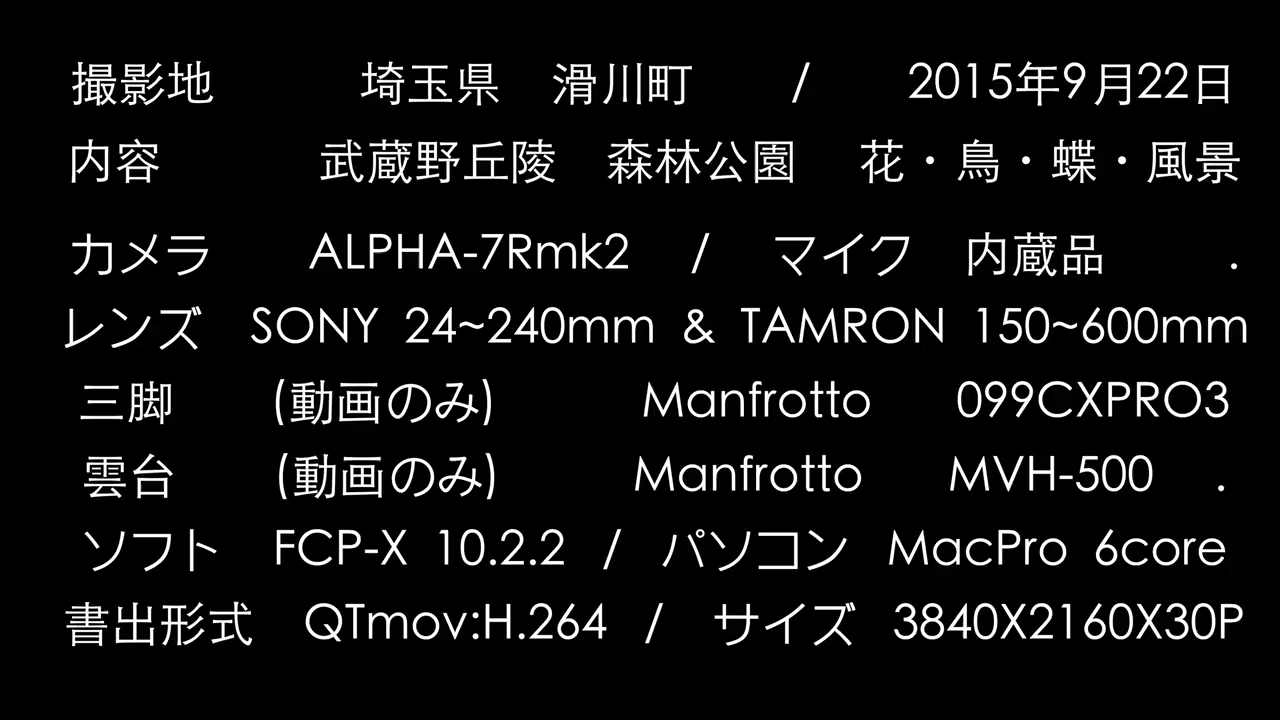 撮影地 埼玉県 滑川町 / 2015年9月22日
内容 武蔵野丘陵 森林公園 花・鳥・蝶・風景
カメラ ALPHA-7Rmk2 / マイク 内蔵品 .
レンズ SONY 24~240mm & TAMRON 150~600mm
三脚 (動画のみ) Manfrotto 099CXPRO3
雲台 (動画のみ) Manfrotto MVH-500 .
ソフト FCP-X 10.2.2 / パソコン MacPro 6core
書出形式 QTmov:H.264 / サイズ 3840X2160X30P